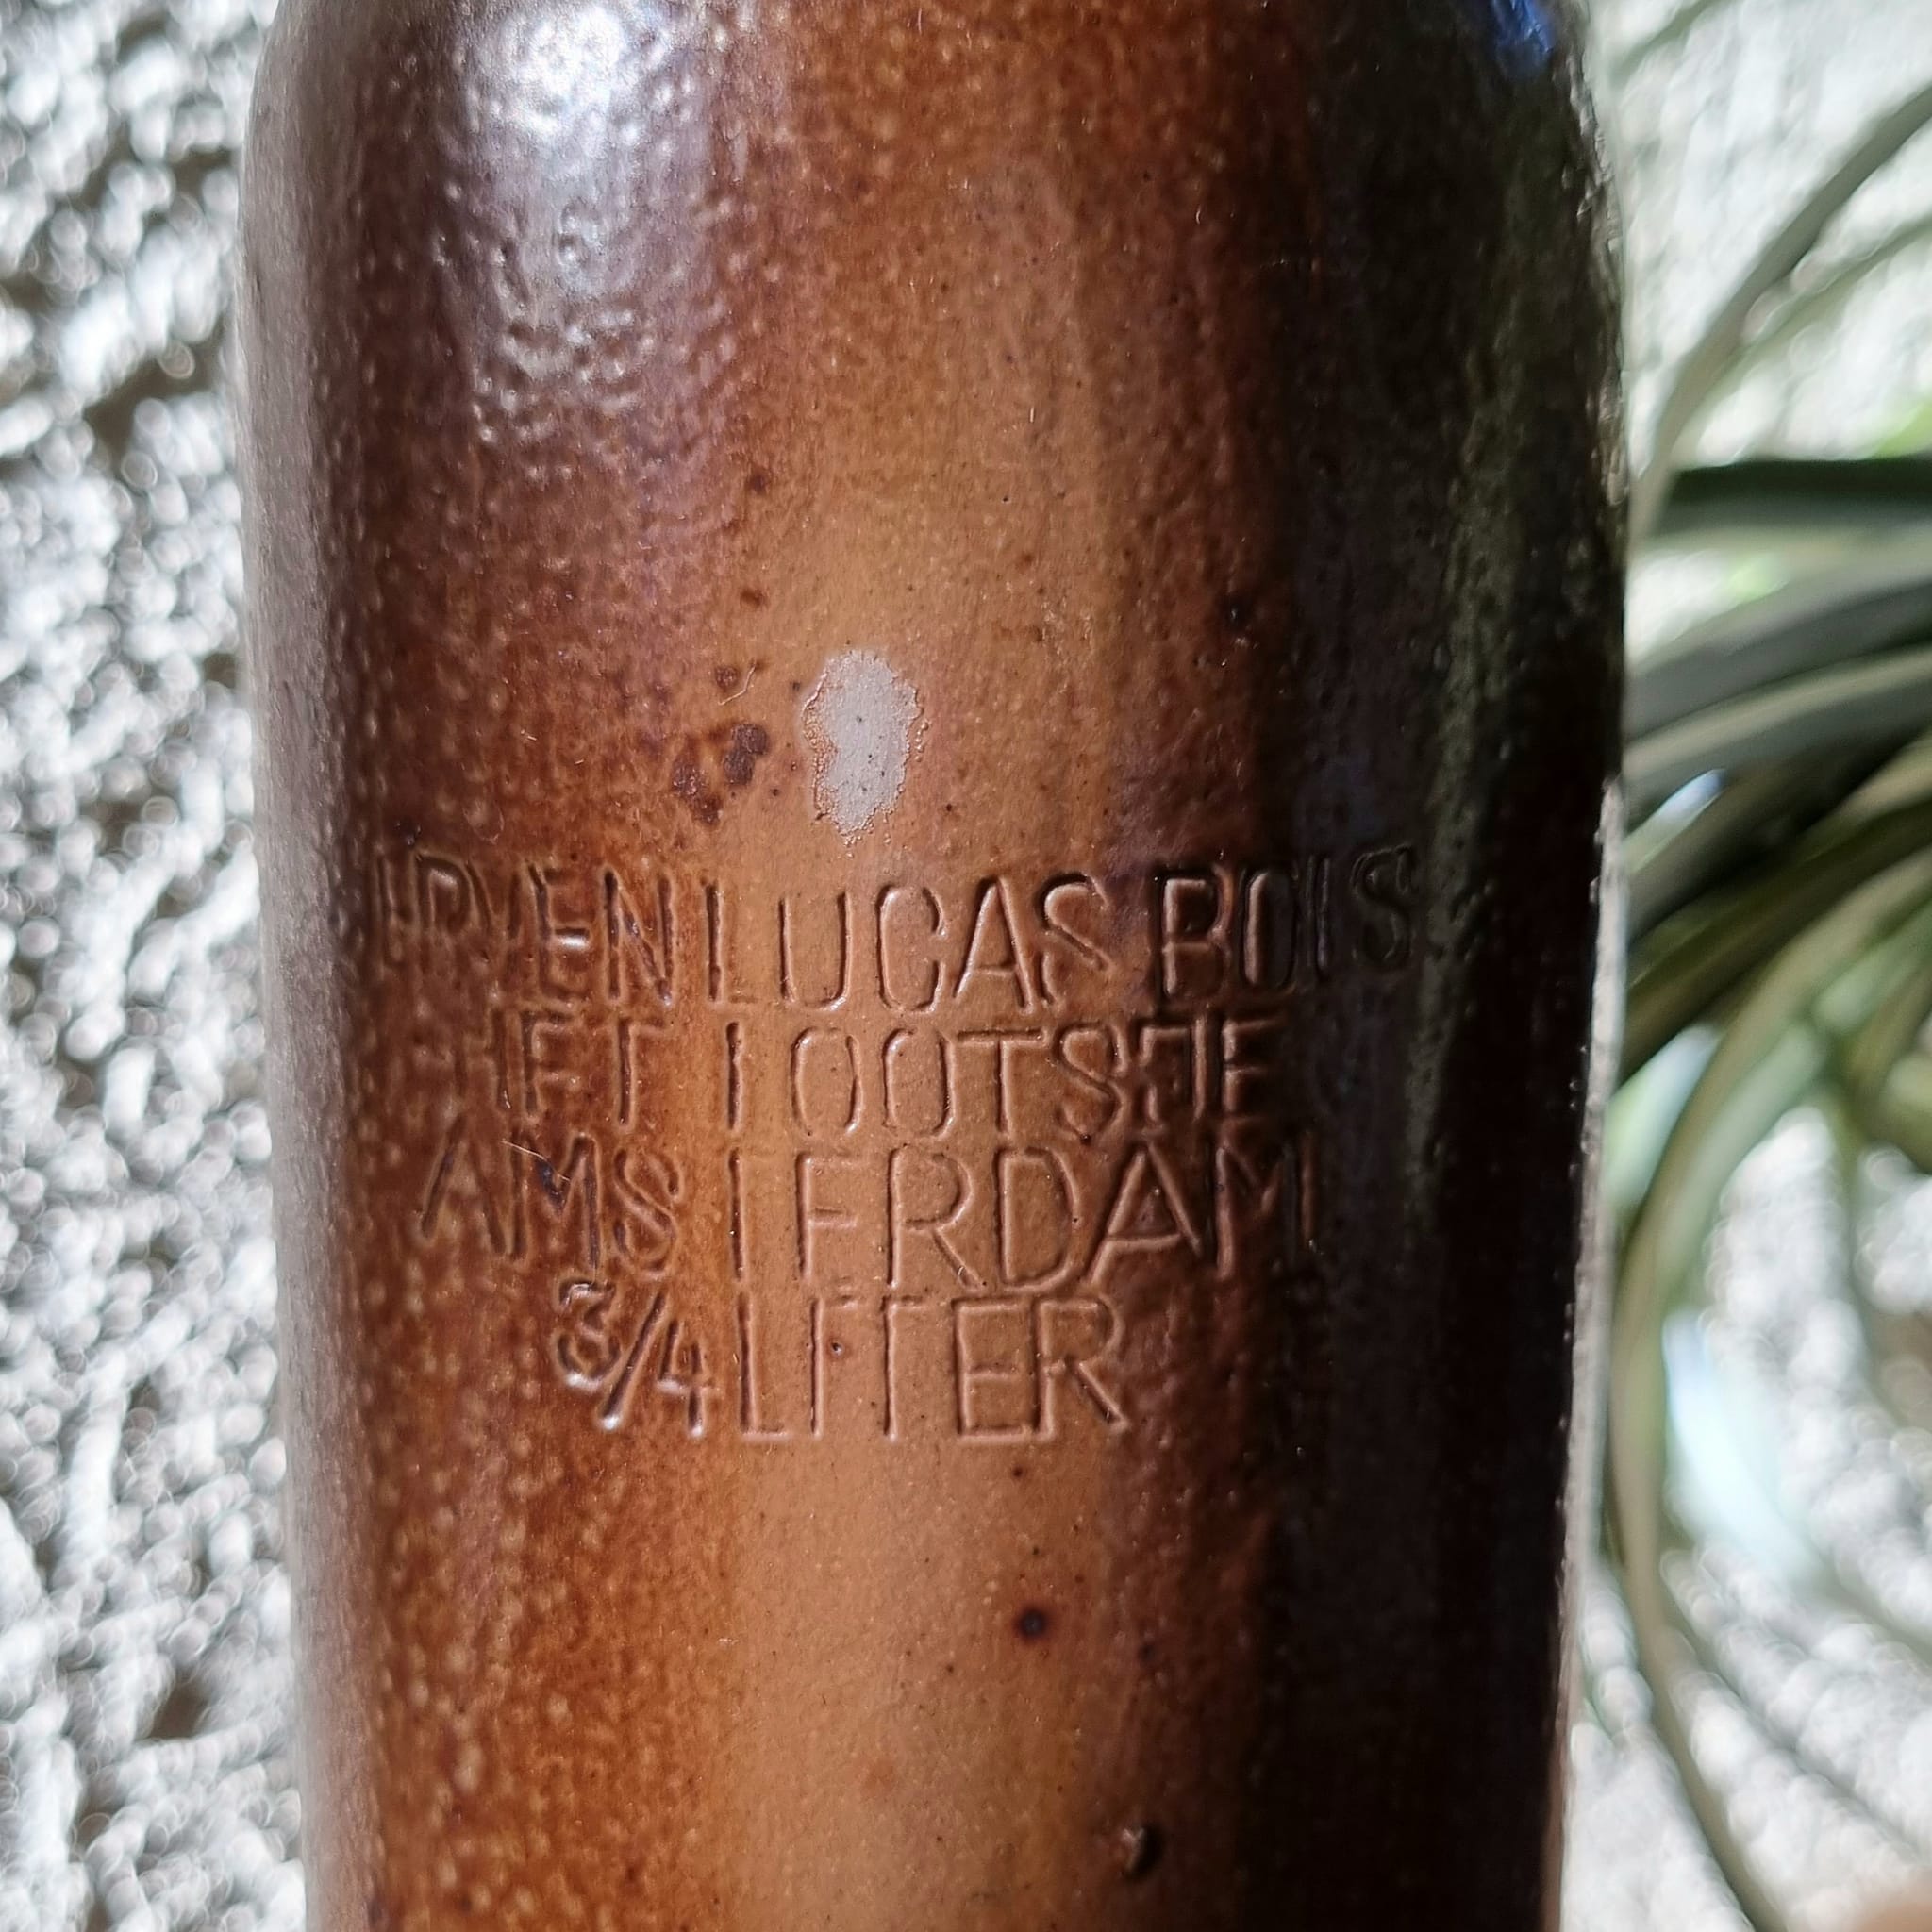 ERVEN LUCAS BOLS
HET LOOTSJE
AMSTERDAM
3/4 LITER